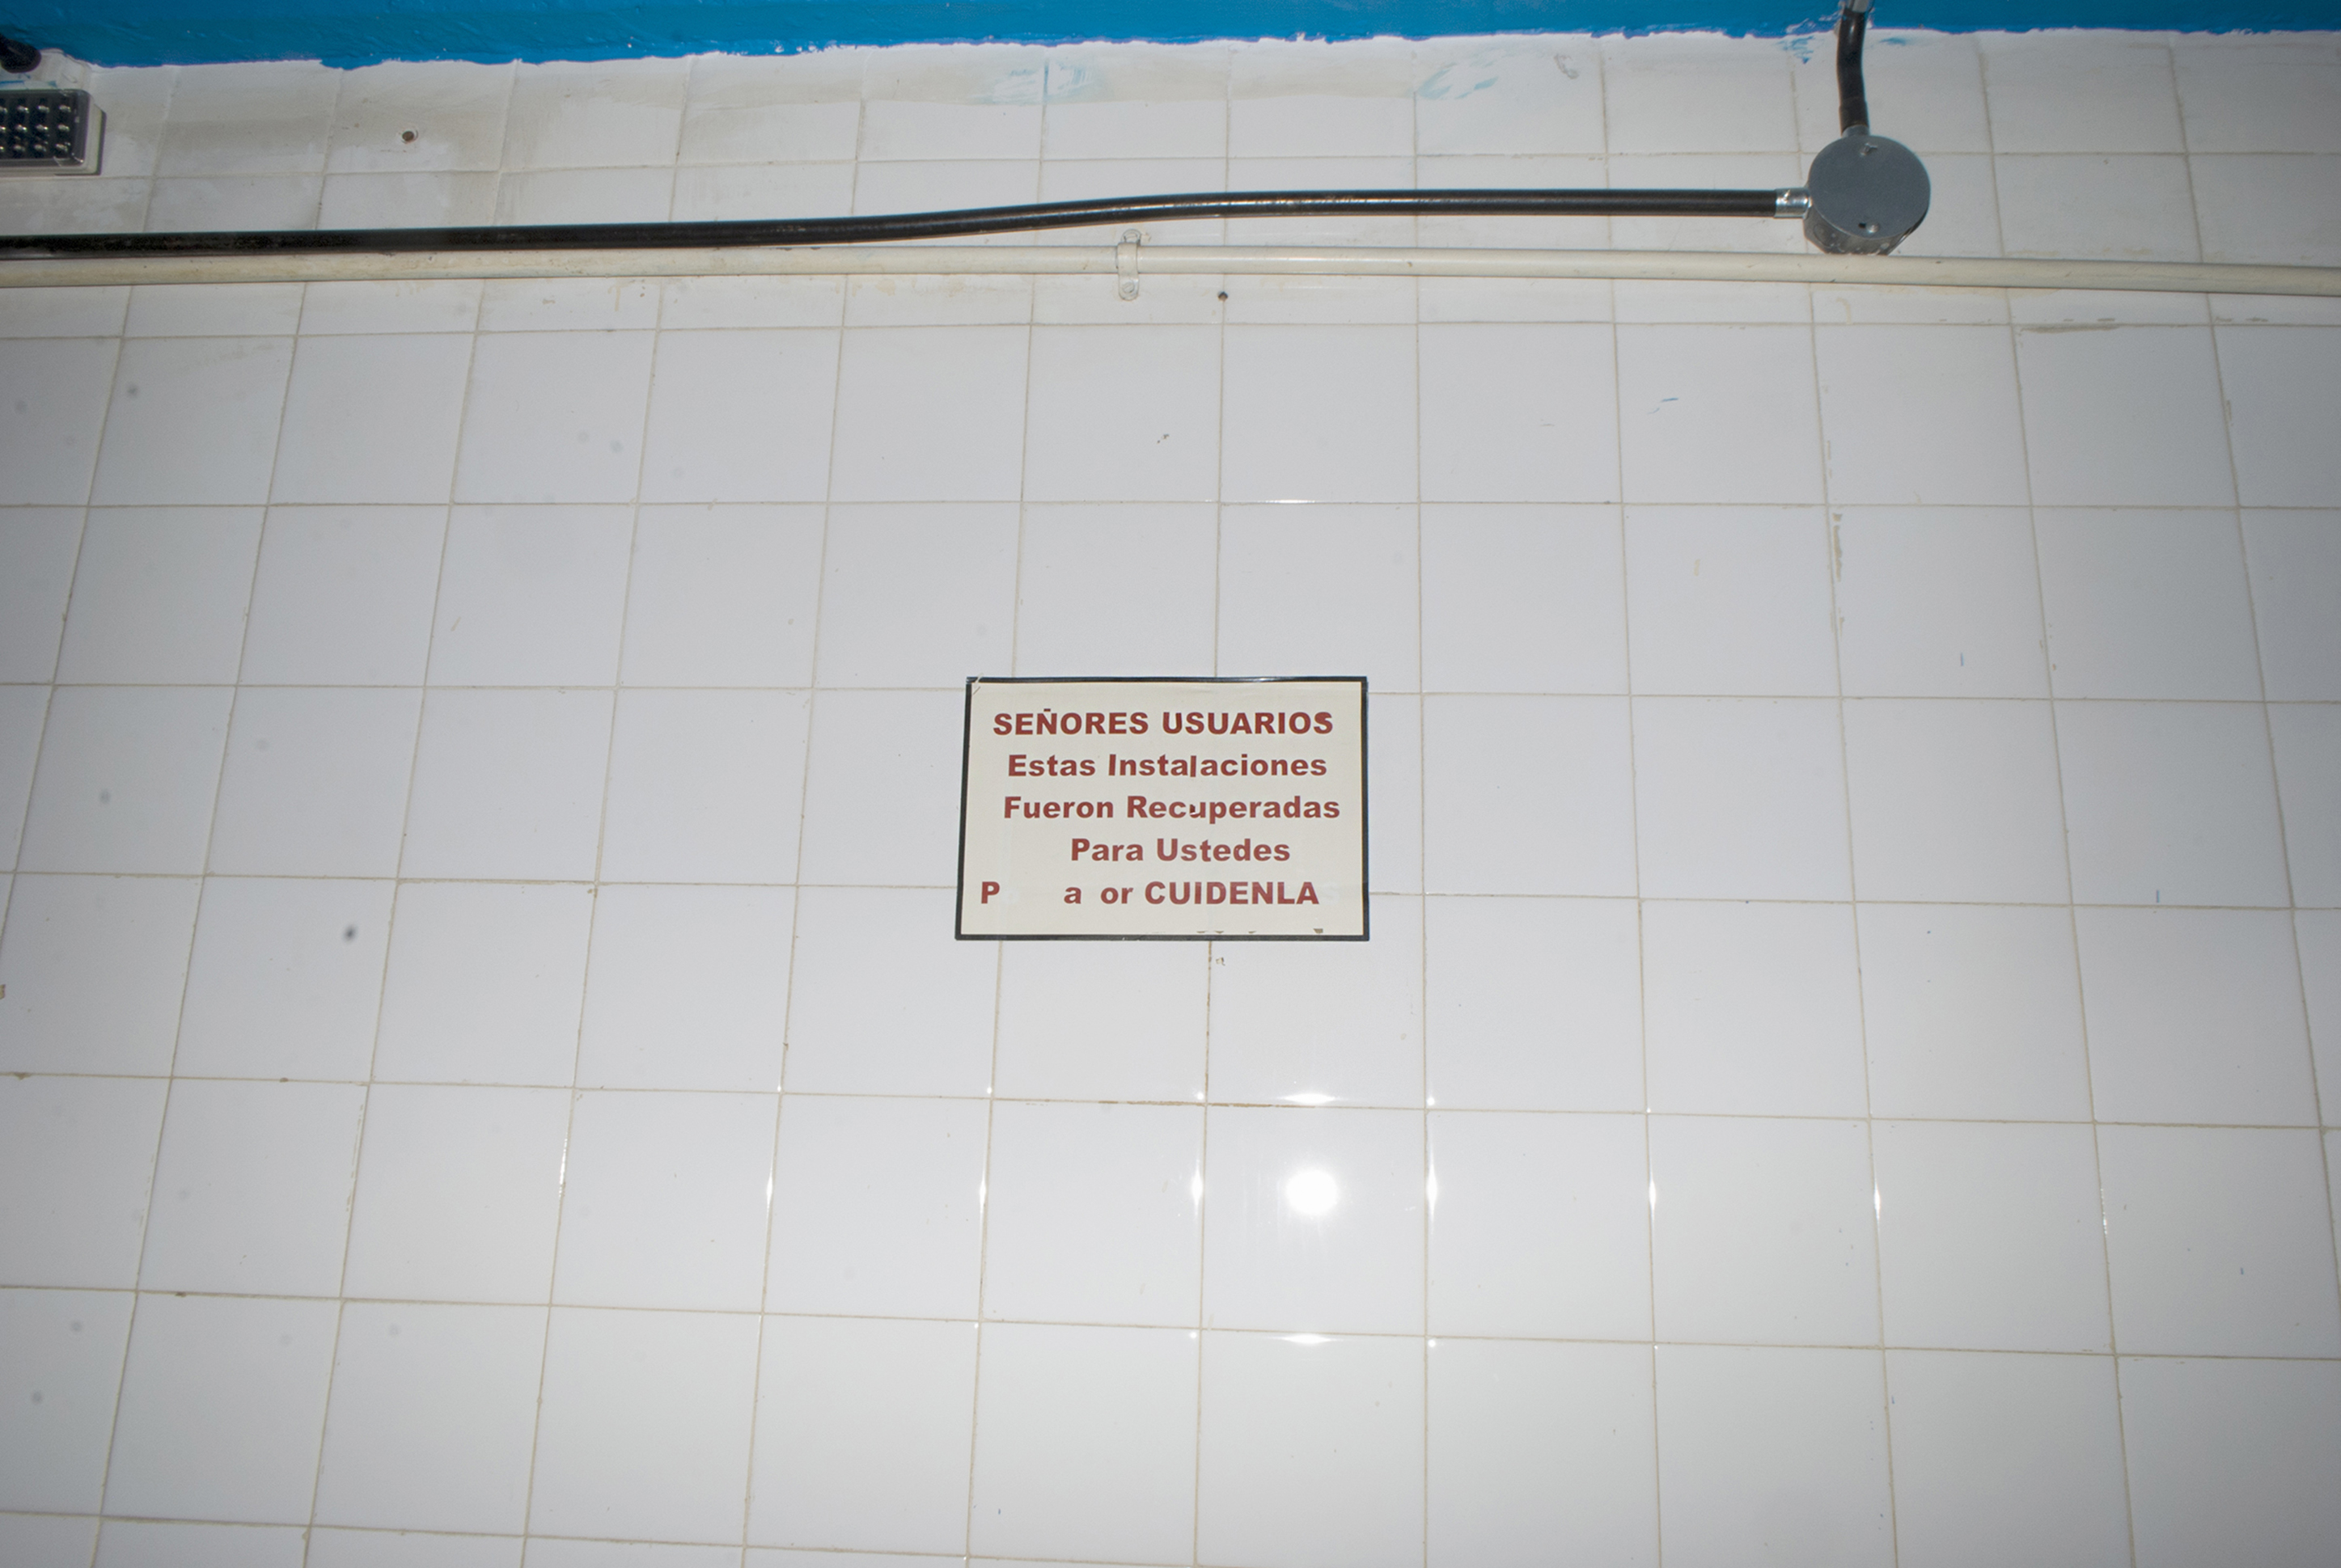 SEÑORES USUARIOS
Estas Instalaciones
Fueron Recuperadas
Para Ustedes
P a or CUIDENLA